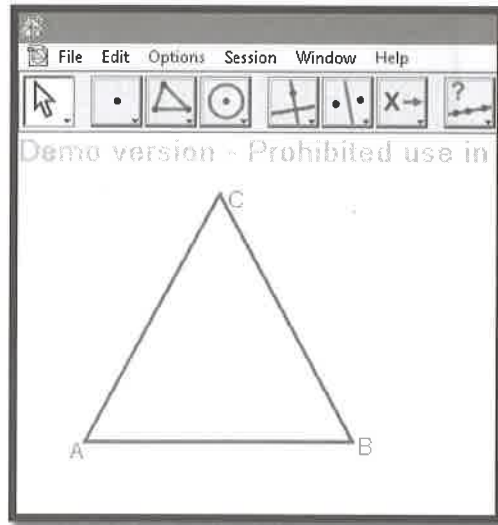 File Edit Options Session Window Help
X
?
Demo version - Prohibited use in
C
A
B